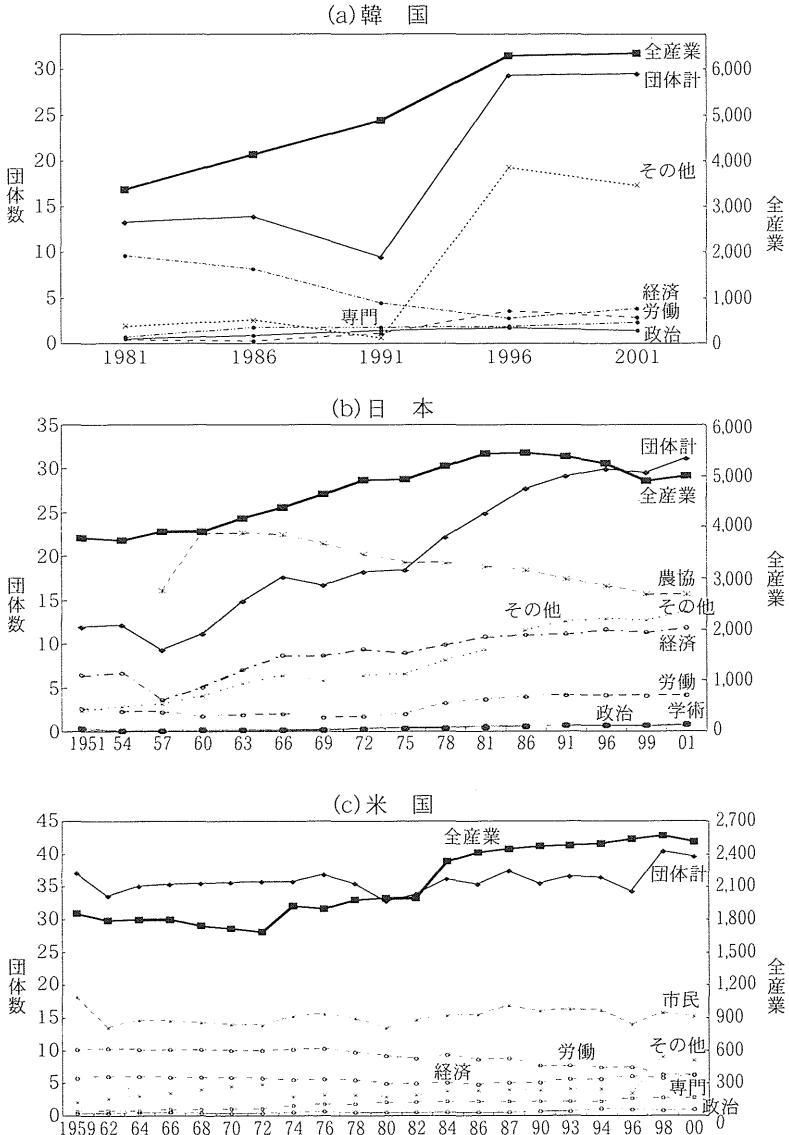 (a)韓 国
30
25
20
15
10
5
0
団体数
6,000
5,000
4,000
3,000
2,000
1,000
0
全産業
全産業
団体計
その他
経済
労働
専門
政治
1981 1986 1991 1996 2001
(b)日 本
35
30
25
20
15
10
5
0
団体数
6,000
5,000
4,000
3,000
2,000
1,000
0
全産業
団体計
全産業
農協
その他
その他
経済
労働
政治
学術
1951 54 57 60 63 66 69 72 75 78 81 86 91 96 99 01
(c)米 国
45
40
35
30
25
20
15
10
5
0
団体数
2,700
2,400
2,100
1,800
1,500
1,200
900
600
300
0
全産業
全産業
団体計
市民
その他
労働
経済
専門
政治
1959 62 64 66 68 70 72 74 76 78 80 82 84 86 87 90 93 94 96 98 00